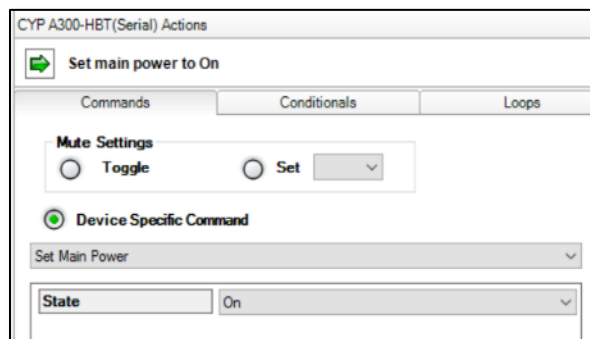 CYP A300-HBT(Serial) Actions
Set main power to On
Commands Conditionals Loops
Mute Settings
Toggle Set
Device Specific Command
Set Main Power
State On